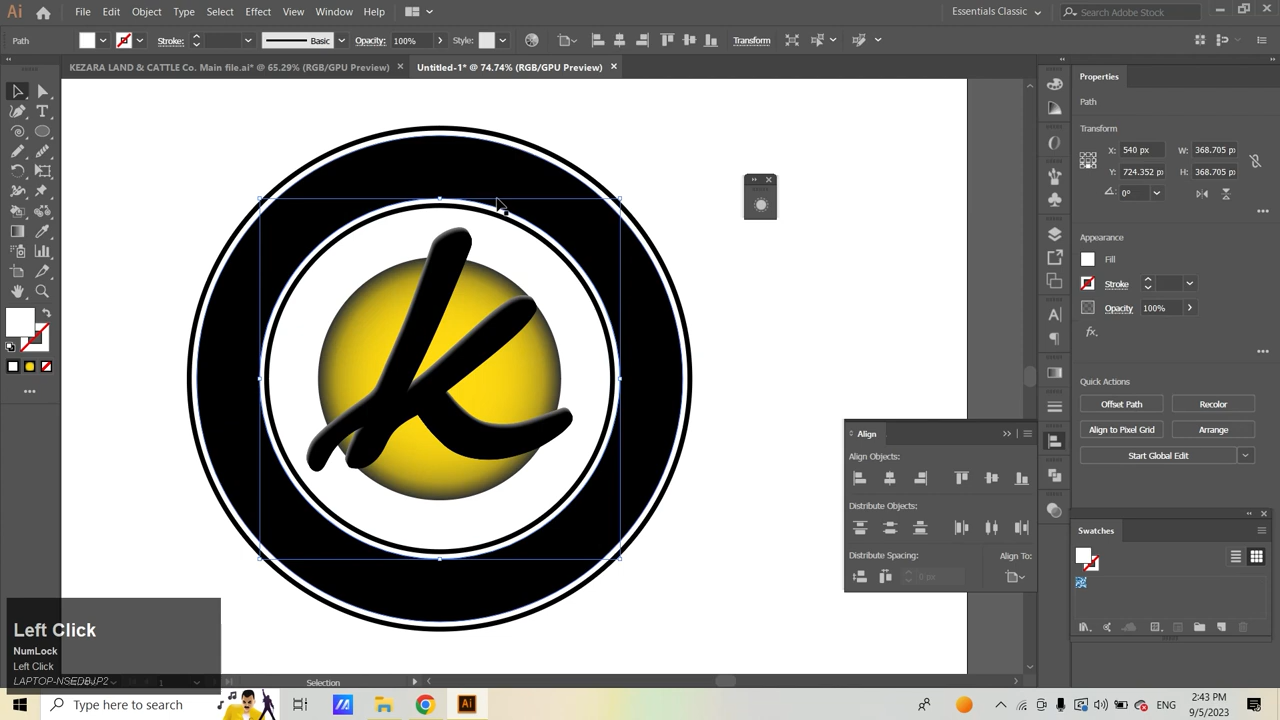 Ai File Edit Object Type Select Effect View Window Help Essentials Classic Search Adobe Stock
Path Stroke: Basic Opacity: 100% Style: Transform
KEZARA LAND & CATTLE Co. Main file.ai* @ 65.29% (RGB/GPU Preview) Untitled-1* @ 74.74% (RGB/GPU Preview)
Properties
Path
Transform
X: 540 px W: 368.705 px
Y: 724.352 px H: 368.705 px
0°
Appearance
Fill
Stroke
Opacity 100%
fx.
Quick Actions
Offset Path Recolor
Align to Pixel Grid Arrange
Start Global Edit
K
Align
Align Objects:
Distribute Objects:
Distribute Spacing: Align To:
0 px
Swatches
Left Click
NumLock
Left Click
LAPTOP-NSEDBJP2
1 Selection
Type here to search
Ai
2:43 PM
9/5/2023